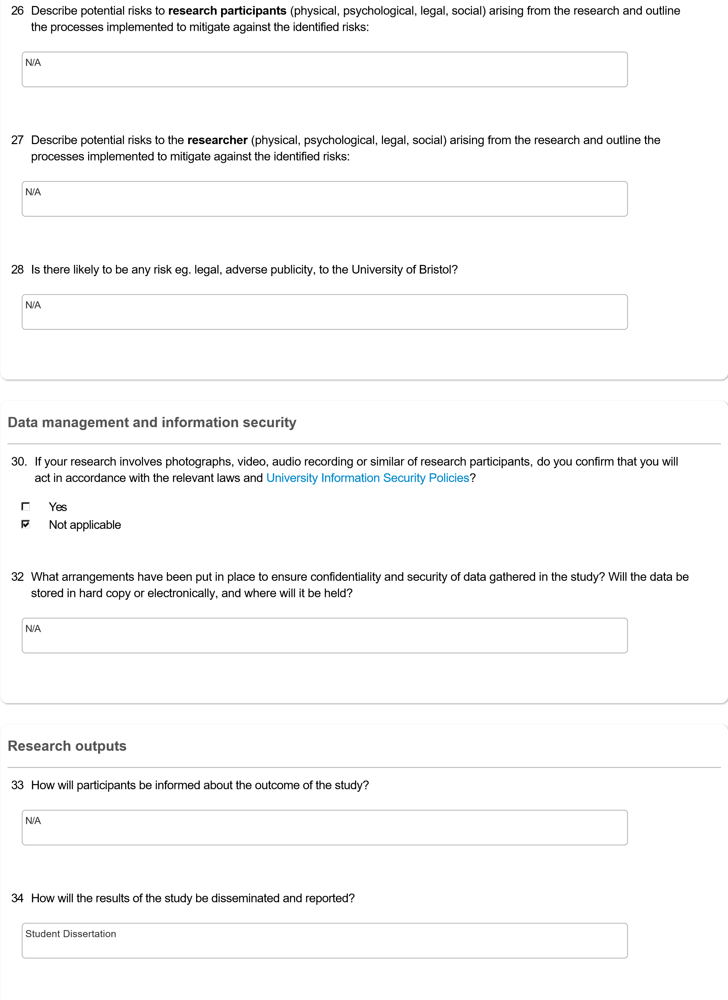 26 Describe potential risks to research participants (physical, psychological, legal, social) arising from the research and outline
the processes implemented to mitigate against the identified risks:
N/A
27 Describe potential risks to the researcher (physical, psychological, legal, social) arising from the research and outline the
processes implemented to mitigate against the identified risks:
N/A
28 Is there likely to be any risk eg. legal, adverse publicity, to the University of Bristol?
N/A
Data management and information security
30. If your research involves photographs, video, audio recording or similar of research participants, do you confirm that you will
act in accordance with the relevant laws and University Information Security Policies?
Yes
Not applicable
32 What arrangements have been put in place to ensure confidentiality and security of data gathered in the study? Will the data be
stored in hard copy or electronically, and where will it be held?
N/A
Research outputs
33 How will participants be informed about the outcome of the study?
N/A
34 How will the results of the study be disseminated and reported?
Student Dissertation